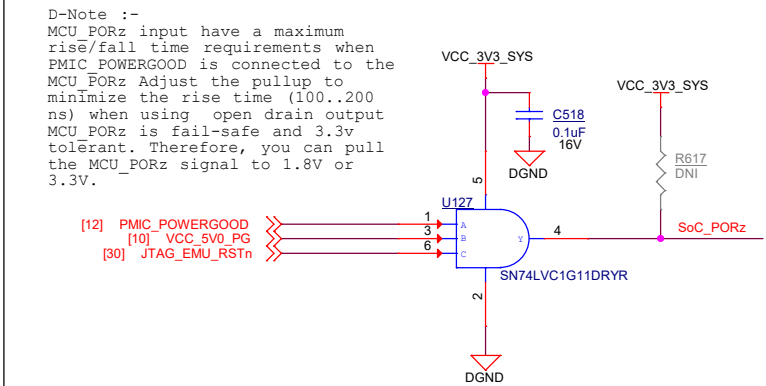 D-Note :-
MCU_PORz input have a maximum
rise/fall time requirements when
PMIC_POWERGOOD is connected to the
MCU_PORz Adjust the pullup to
minimize the rise time (100..200
ns) when using open drain output
MCU_PORz is fail-safe and 3.3v
tolerant. Therefore, you can pull
the MCU_PORz signal to 1.8V or
3.3V.
VCC_3V3_SYS
VCC_3V3_SYS
C518
0.1uF
16V
DGND
R617
DNI
5
U127
[12] PMIC_POWERGOOD
1
A
[10] VCC_5V0_PG
3
B
[30] JTAG_EMU_RSTn
6
C
Y
4
SoC_PORz
SN74LVC1G11DRYR
2
DGND